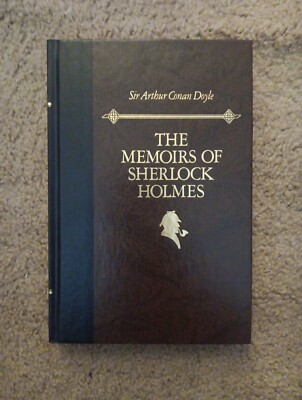 Sir Arthur Conan Doyle
THE
MEMOIRS OF
SHERLOCK
HOLMES